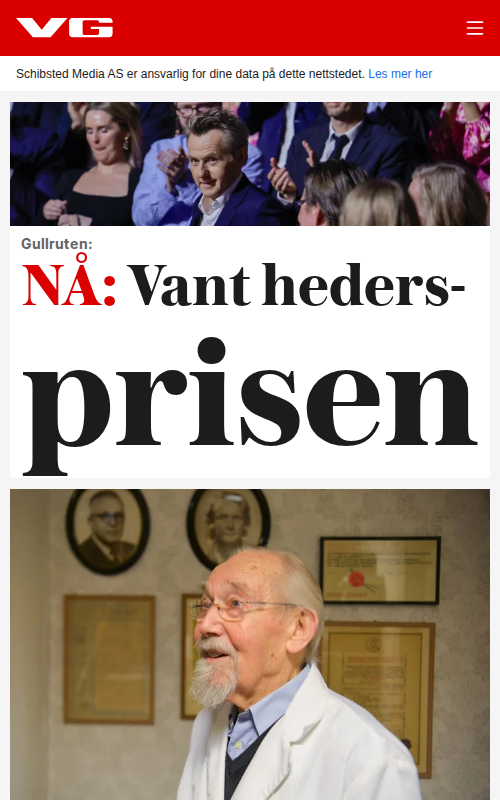 VG
Schibsted Media AS er ansvarlig for dine data på dette nettstedet. Les mer her
Gullruten:
NÅ: Vant heders-
prisen